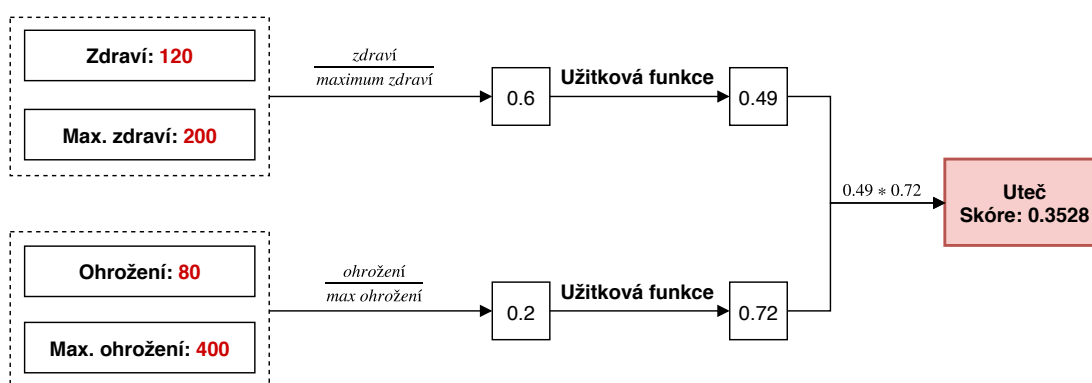 Zdraví: 120
Max. zdraví: 200
zdraví
maximum zdraví
0.6
Užitková funkce
0.49
0.49 * 0.72
Uteč
Skóre: 0.3528
Ohrožení: 80
Max. ohrožení: 400
ohrožení
max ohrožení
0.2
Užitková funkce
0.72